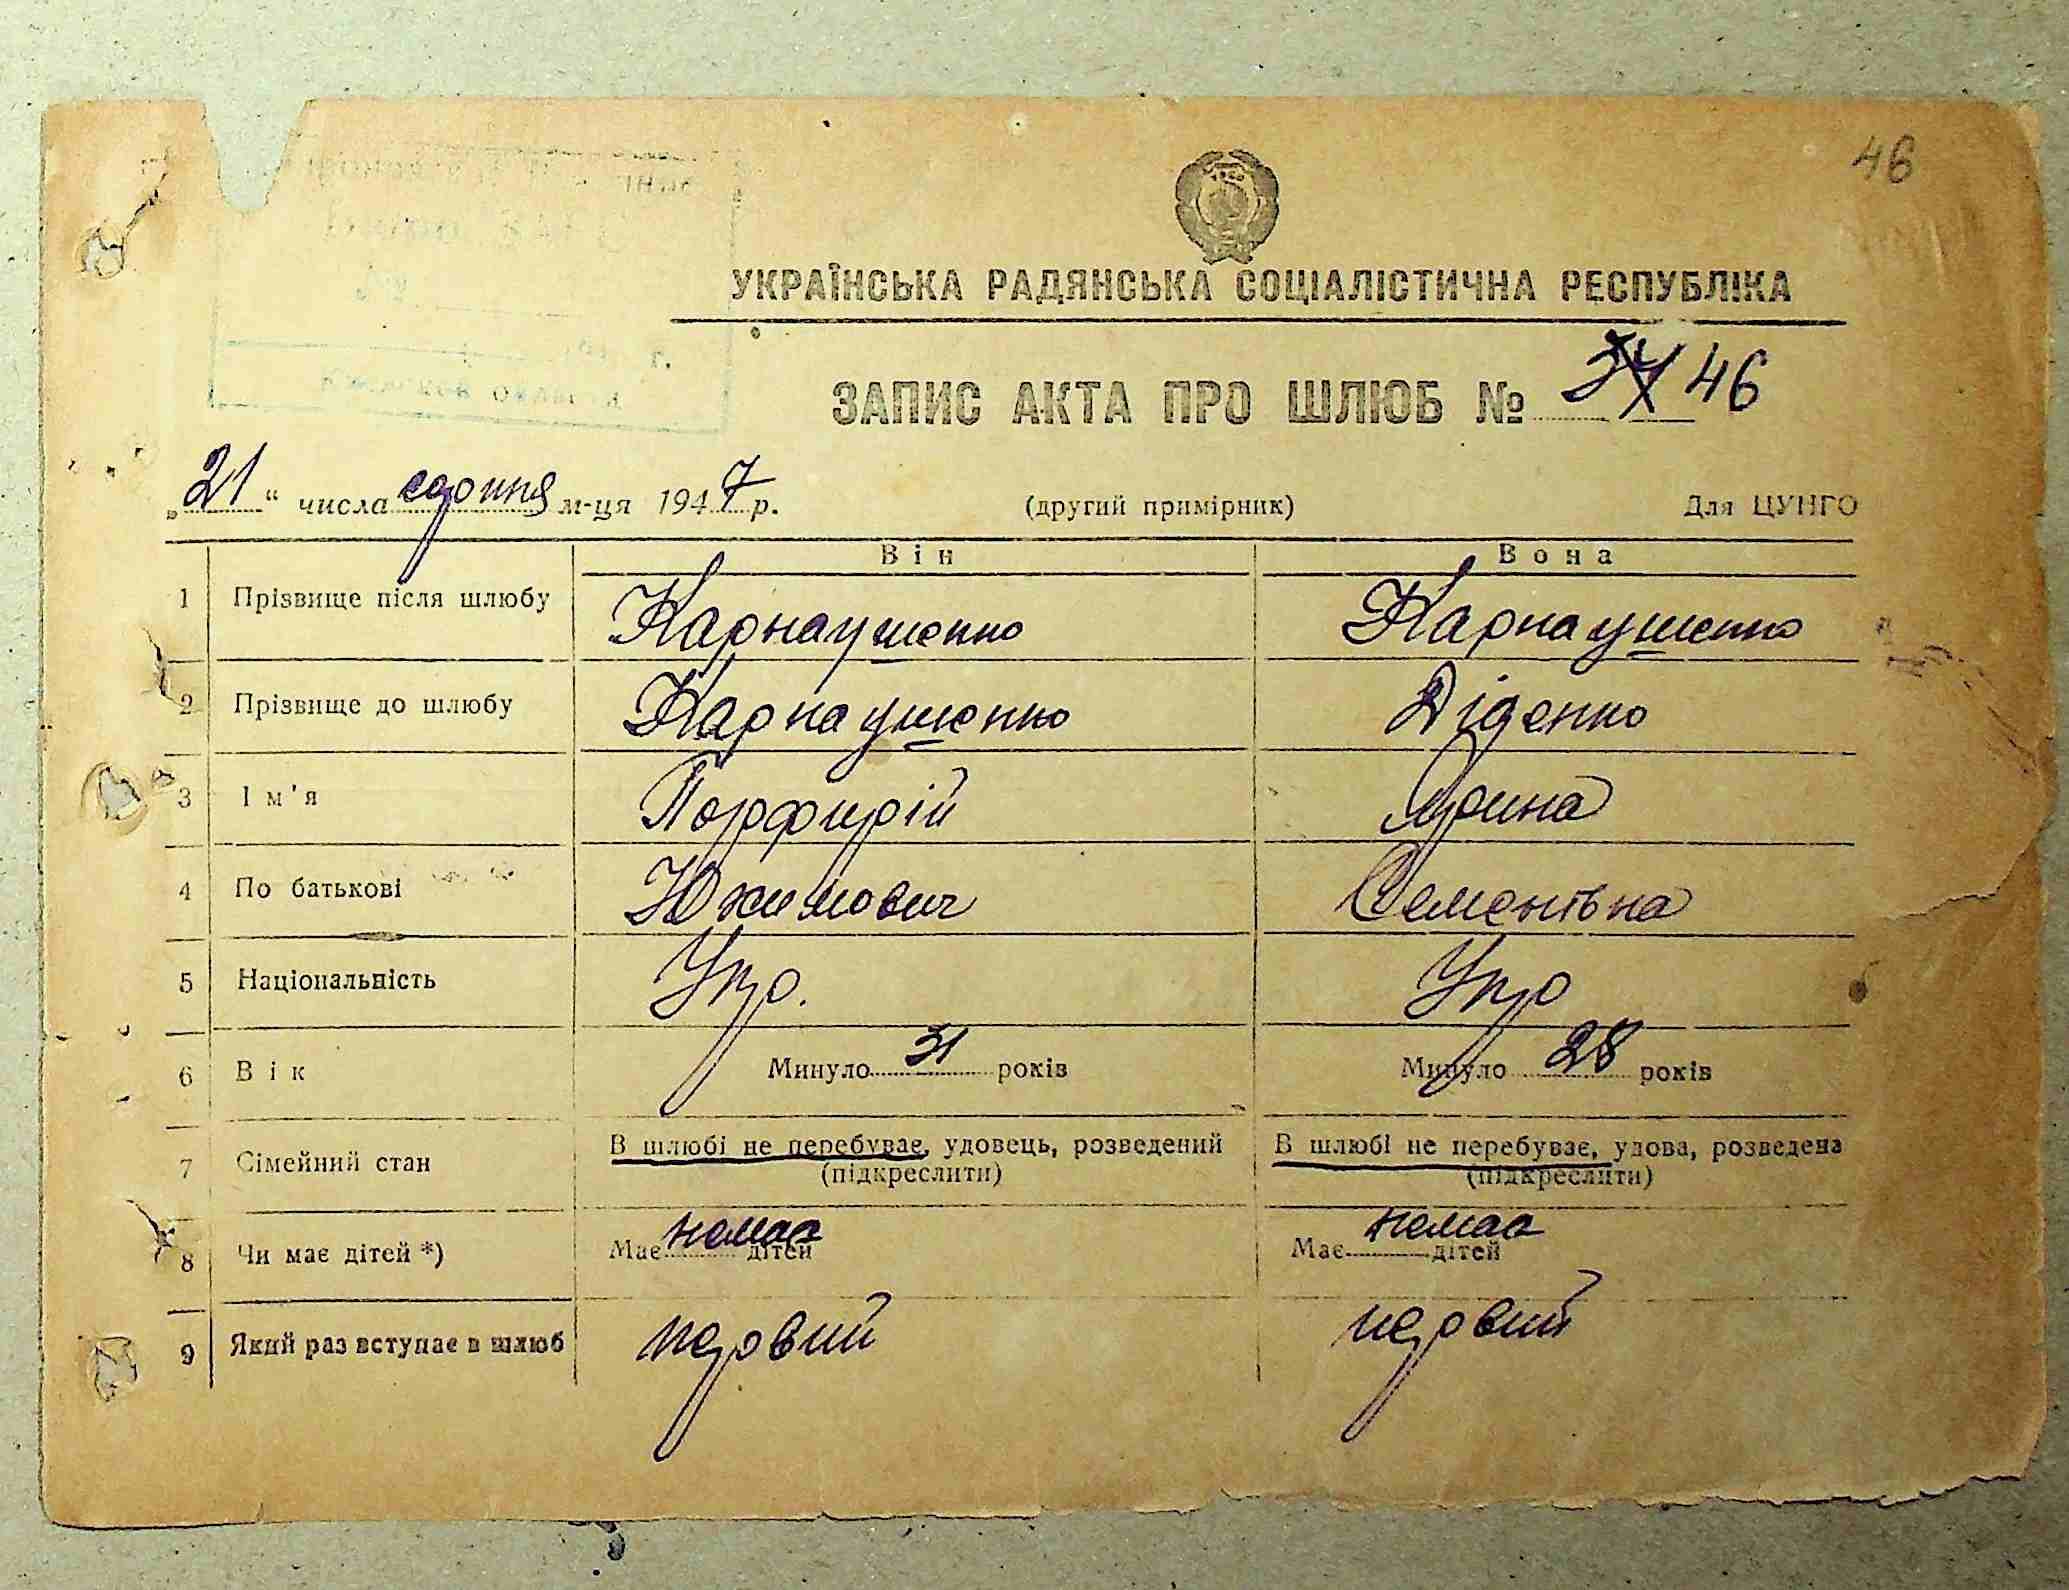 46
УКРАЇНСЬКА РАДЯНСЬКА СОЦІАЛІСТИЧНА РЕСПУБЛІКА
ЗАПИС АКТА ПРО ШЛЮБ № 46
„21“ числа серпня м-ця 1947 р. (другий примірник) Для ЦУНГО
Він Вона
1 Прізвище після шлюбу Карнаушенко Карнаушенко
2 Прізвище до шлюбу Карнаушенко Діденко
3 Ім'я Порфирій Ярина
4 По батькові Юхимович Семенівна
5 Національність Укр. Укр
6 Вік Минуло 31 років Минуло 28 років
7 Сімейний стан В шлюбі не перебуває, удовець, розведений В шлюбі не перебуває, удова, розведена
(підкреслити) (підкреслити)
8 Чи має дітей *) Має немає дітей Має немає дітей
9 Який раз вступає в шлюб первий первий